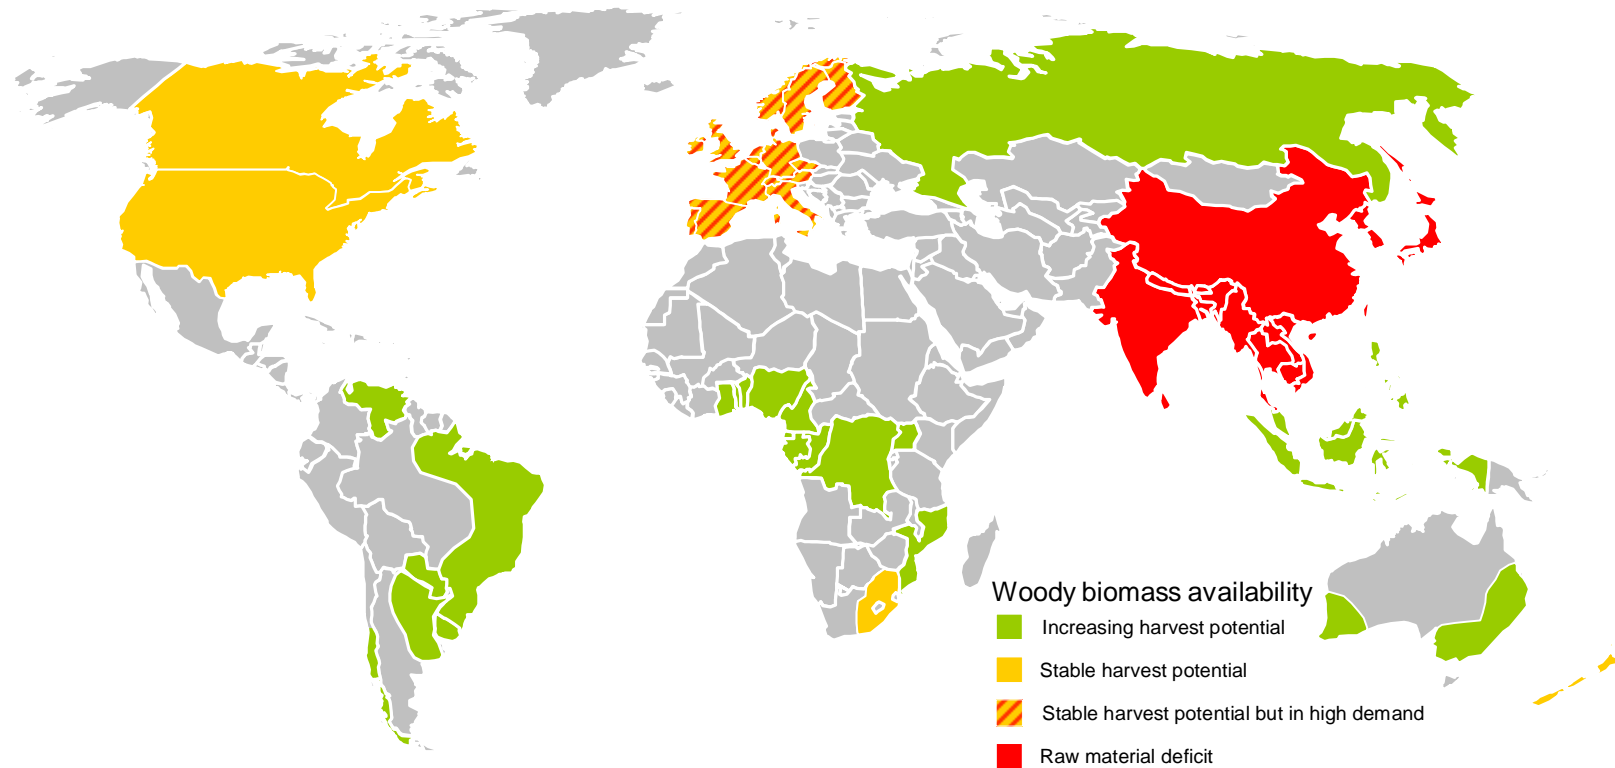 Woody biomass availability
Increasing harvest potential
Stable harvest potential
Stable harvest potential but in high demand
Raw material deficit